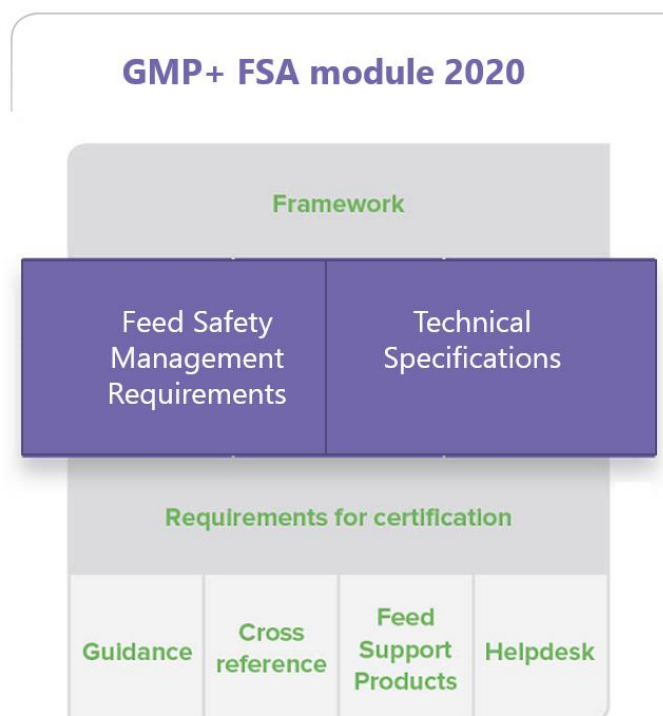 GMP+ FSA module 2020
Framework
Feed Safety
Management
Requirements
Technical
Specifications
Requirements for certification
Guidance
Cross
reference
Feed
Support
Products
Helpdesk